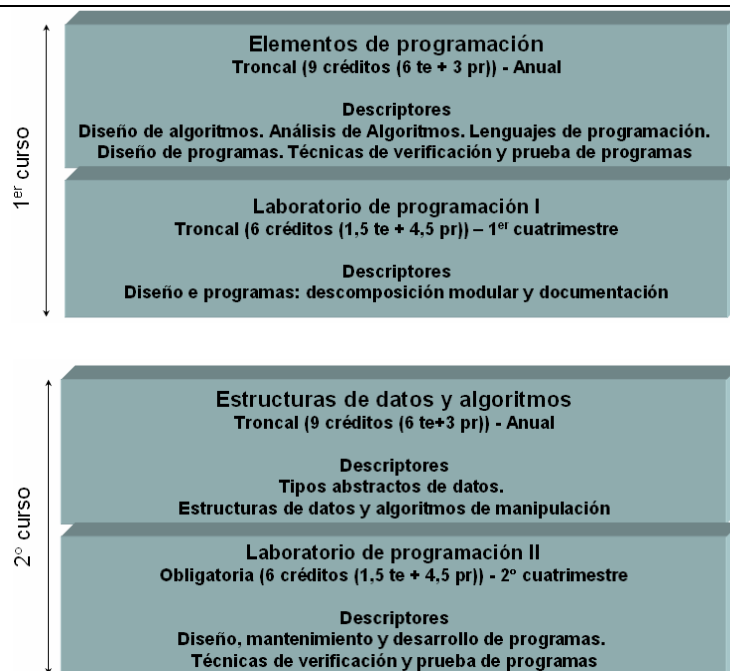 1er curso
Elementos de programación
Troncal (9 créditos (6 te + 3 pr)) - Anual
Descriptores
Diseño de algoritmos. Análisis de Algoritmos. Lenguajes de programación.
Diseño de programas. Técnicas de verificación y prueba de programas
Laboratorio de programación I
Troncal (6 créditos (1,5 te + 4,5 pr)) – 1er cuatrimestre
Descriptores
Diseño e programas: descomposición modular y documentación
2º curso
Estructuras de datos y algoritmos
Troncal (9 créditos (6 te+3 pr)) - Anual
Descriptores
Tipos abstractos de datos.
Estructuras de datos y algoritmos de manipulación
Laboratorio de programación II
Obligatoria (6 créditos (1,5 te + 4,5 pr)) - 2º cuatrimestre
Descriptores
Diseño, mantenimiento y desarrollo de programas.
Técnicas de verificación y prueba de programas